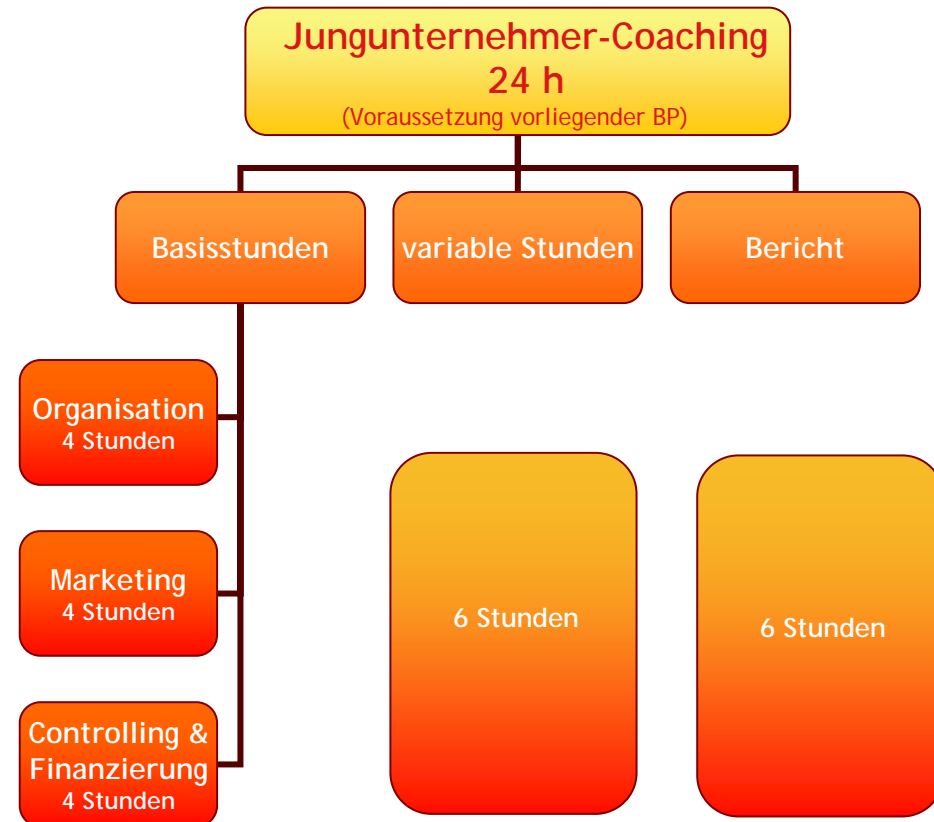 Jungunternehmer-Coaching
24 h
(Voraussetzung vorliegender BP)
Basisstunden
variable Stunden
Bericht
Organisation
4 Stunden
Marketing
4 Stunden
Controlling &
Finanzierung
4 Stunden
6 Stunden
6 Stunden